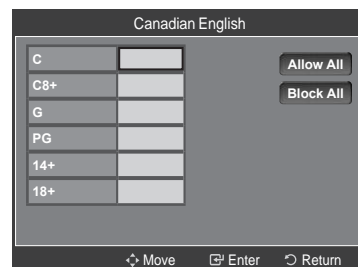 Canadian English
C
C8+
G
PG
14+
18+
Allow All
Block All
Move Enter Return